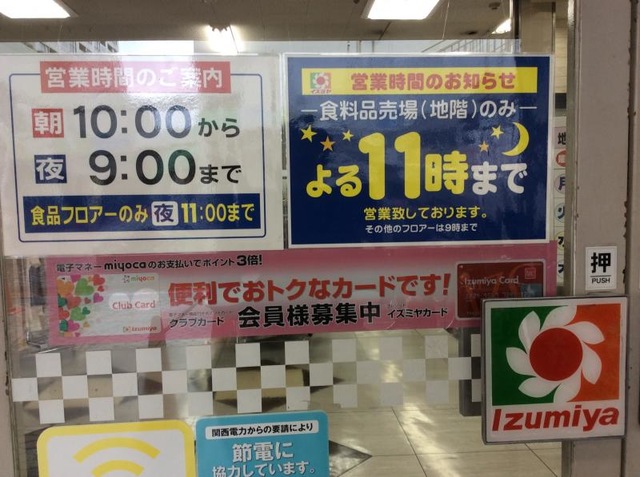 営業時間のご案内
朝 10:00から
夜 9:00まで
食品フロアーのみ 夜 11:00まで
イズミヤ
営業時間のお知らせ
―食料品売場(地階)のみ―
よる11時まで
営業致しております。
その他のフロアーは9時まで
電子マネーmiyocaのお支払いでポイント3倍!
miyoca
Club Card
Izumiya
便利でおトクなカードです!
クラブカード 会員様募集中 イズミヤカード
Izumiya Card
押
PUSH
Izumiya
関西電力からの要請により
節電に
協力しています。